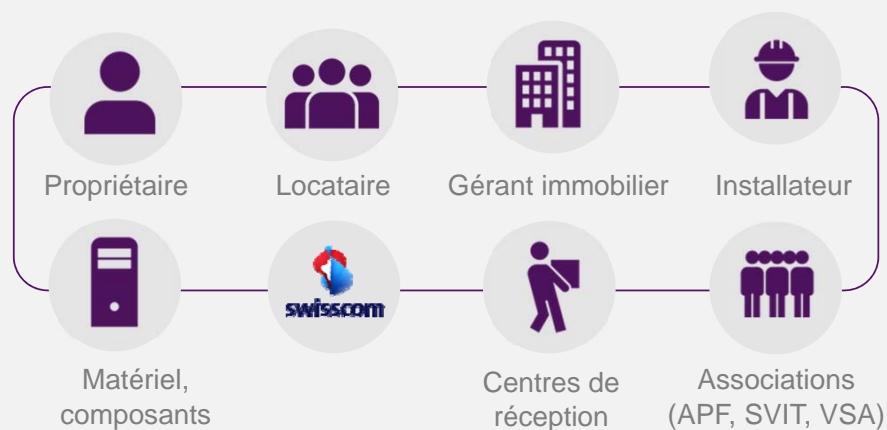 Propriétaire
Locataire
Gérant immobilier
Installateur
swisscom
Matériel,
composants
Centres de
réception
Associations
(APF, SVIT, VSA)